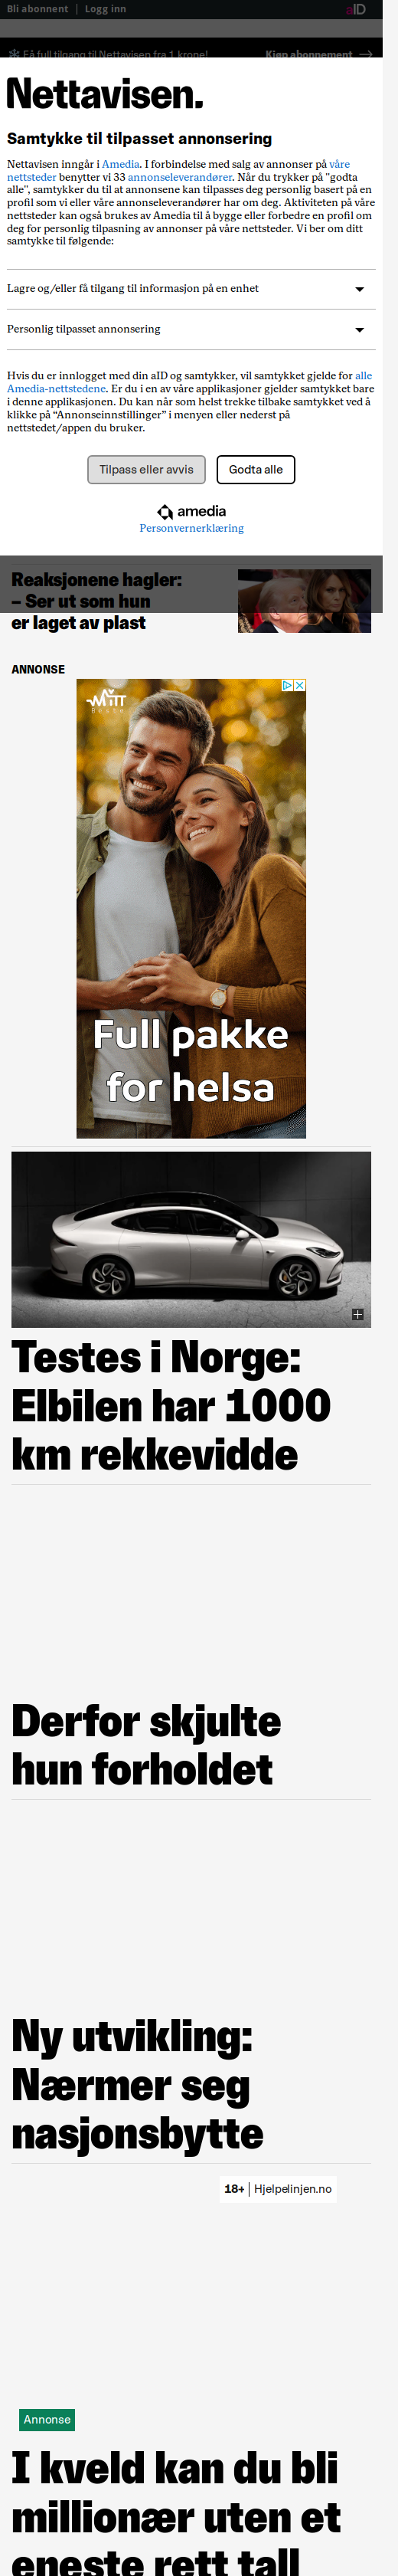 Bli abonnent | Logg inn
aID
Få full tilgang til Nettavisen fra 1 krone!
Kjøp abonnement
Nettavisen.
Samtykke til tilpasset annonsering
Nettavisen inngår i Amedia. I forbindelse med salg av annonser på våre
nettsteder benytter vi 33 annonseleverandører. Når du trykker på "godta
alle", samtykker du til at annonsene kan tilpasses deg personlig basert på en
profil som vi eller våre annonseleverandører har om deg. Aktiviteten på våre
nettsteder kan også brukes av Amedia til å bygge eller forbedre en profil om
deg for personlig tilpasning av annonser på våre nettsteder. Vi ber om ditt
samtykke til følgende:
Lagre og/eller få tilgang til informasjon på en enhet
Personlig tilpasset annonsering
Hvis du er innlogget med din aID og samtykker, vil samtykket gjelde for alle
Amedia-nettstedene. Er du i en av våre applikasjoner gjelder samtykket bare
i denne applikasjonen. Du kan når som helst trekke tilbake samtykket ved å
klikke på “Annonseinnstillinger” i menyen eller nederst på
nettstedet/appen du bruker.
Tilpass eller avvis
Godta alle
amedia
Personvernerklæring
Reaksjonene hagler:
– Ser ut som hun
er laget av plast
ANNONSE
MITT
Beste
Full pakke
for helsa
Testes i Norge:
Elbilen har 1000
km rekkevidde
Derfor skjulte
hun forholdet
Ny utvikling:
Nærmer seg
nasjonsbytte
18+ | Hjelpelinjen.no
Annonse
I kveld kan du bli
millionær uten et
eneste rett tall